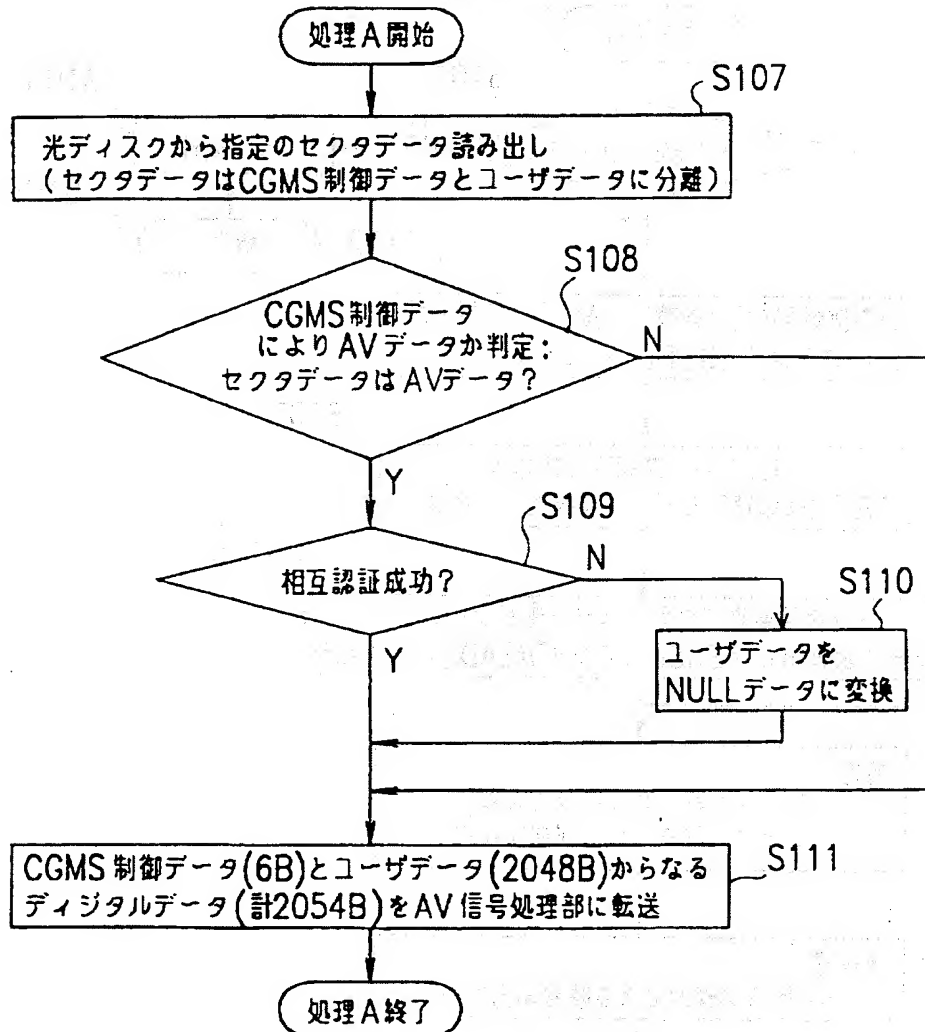 処理A開始
S107
光ディスクから指定のセクタデータ読み出し
(セクタデータはCGMS制御データとユーザデータに分離)
S108
CGMS制御データ
によりAVデータか判定:
セクタデータはAVデータ?
N
Y
S109
相互認証成功?
N
S110
Y
ユーザデータを
NULLデータに変換
CGMS制御データ(6B)とユーザデータ(2048B)からなる
ディジタルデータ(計2054B)をAV信号処理部に転送
S111
処理A終了